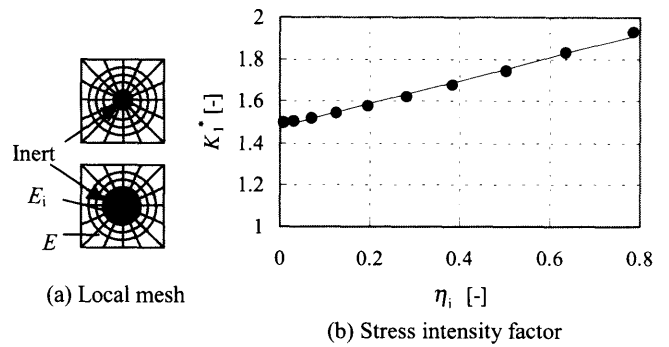 Inert
E_i
E
(a) Local mesh
K_1^* [-]
2
1.8
1.6
1.4
1.2
1
0 0.2 0.4 0.6 0.8
η_i [-]
(b) Stress intensity factor